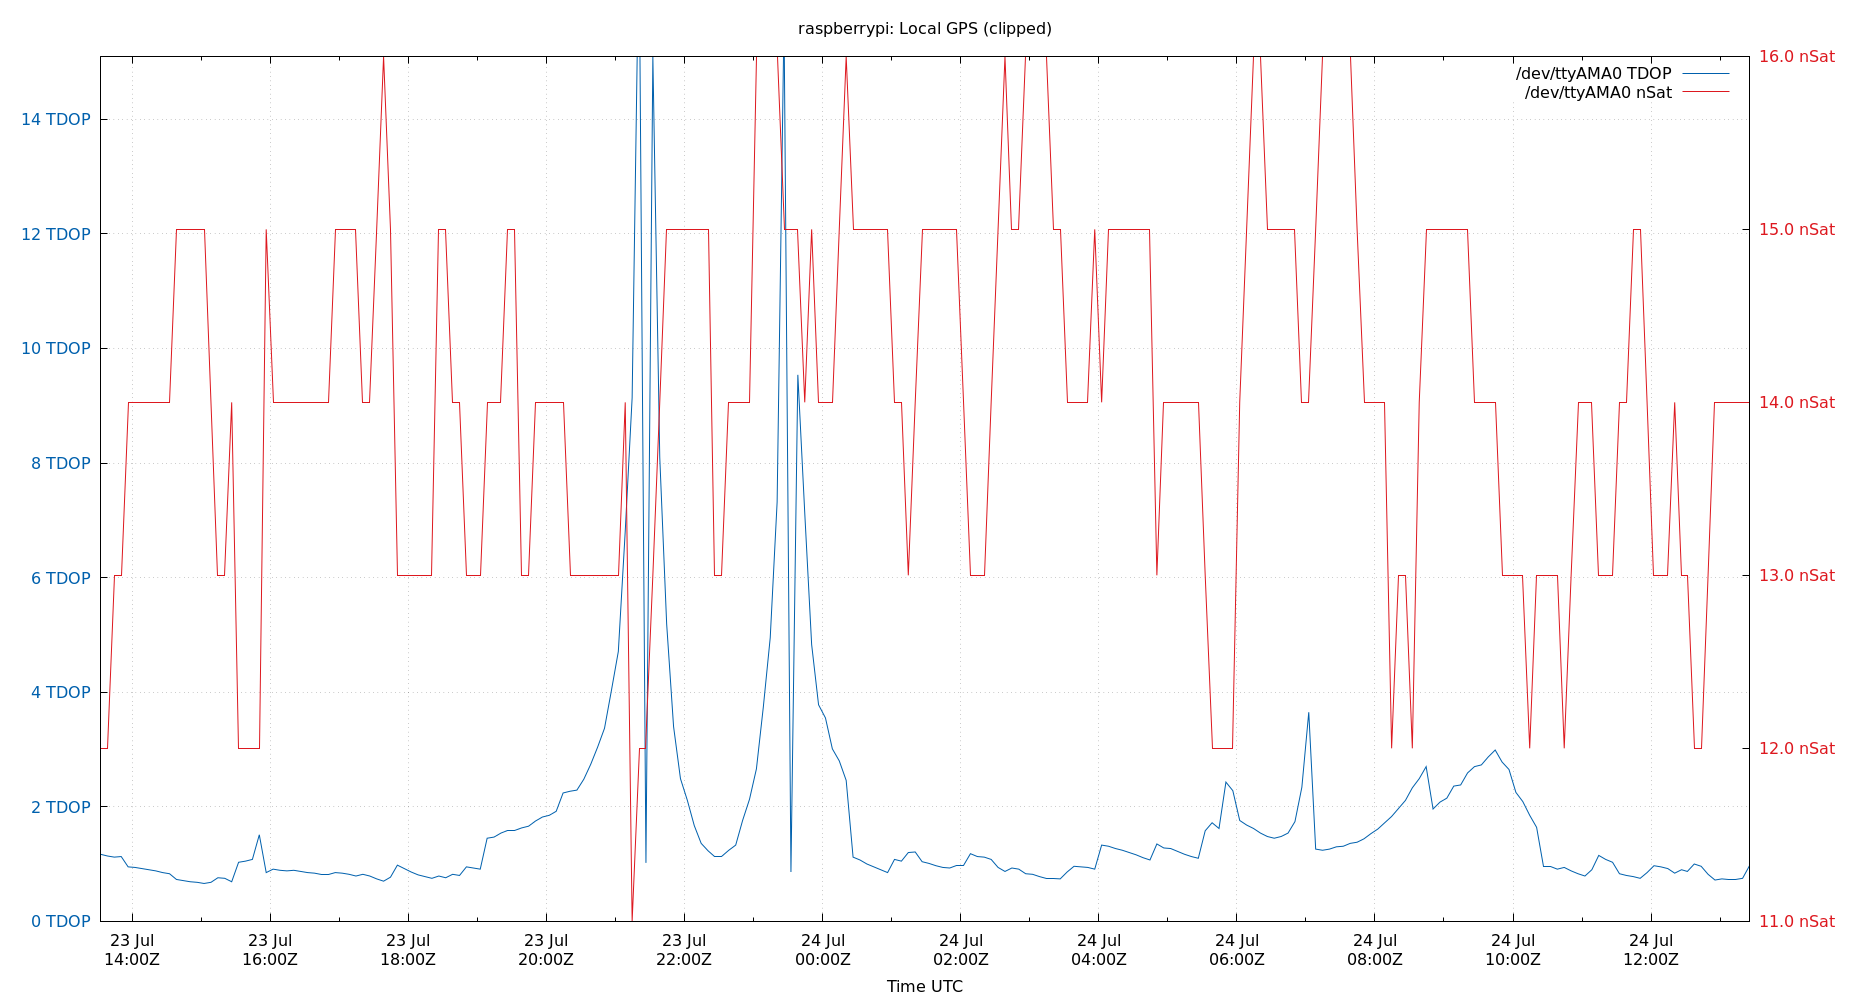 raspberrypi: Local GPS (clipped)
16.0 nSat
/dev/ttyAMA0 TDOP
/dev/ttyAMA0 nSat
14 TDOP
15.0 nSat
12 TDOP
10 TDOP
14.0 nSat
8 TDOP
13.0 nSat
6 TDOP
4 TDOP
12.0 nSat
2 TDOP
0 TDOP
11.0 nSat
23 Jul 23 Jul 23 Jul 23 Jul 23 Jul 24 Jul 24 Jul 24 Jul 24 Jul 24 Jul 24 Jul 24 Jul
14:00Z 16:00Z 18:00Z 20:00Z 22:00Z 00:00Z 02:00Z 04:00Z 06:00Z 08:00Z 10:00Z 12:00Z
Time UTC